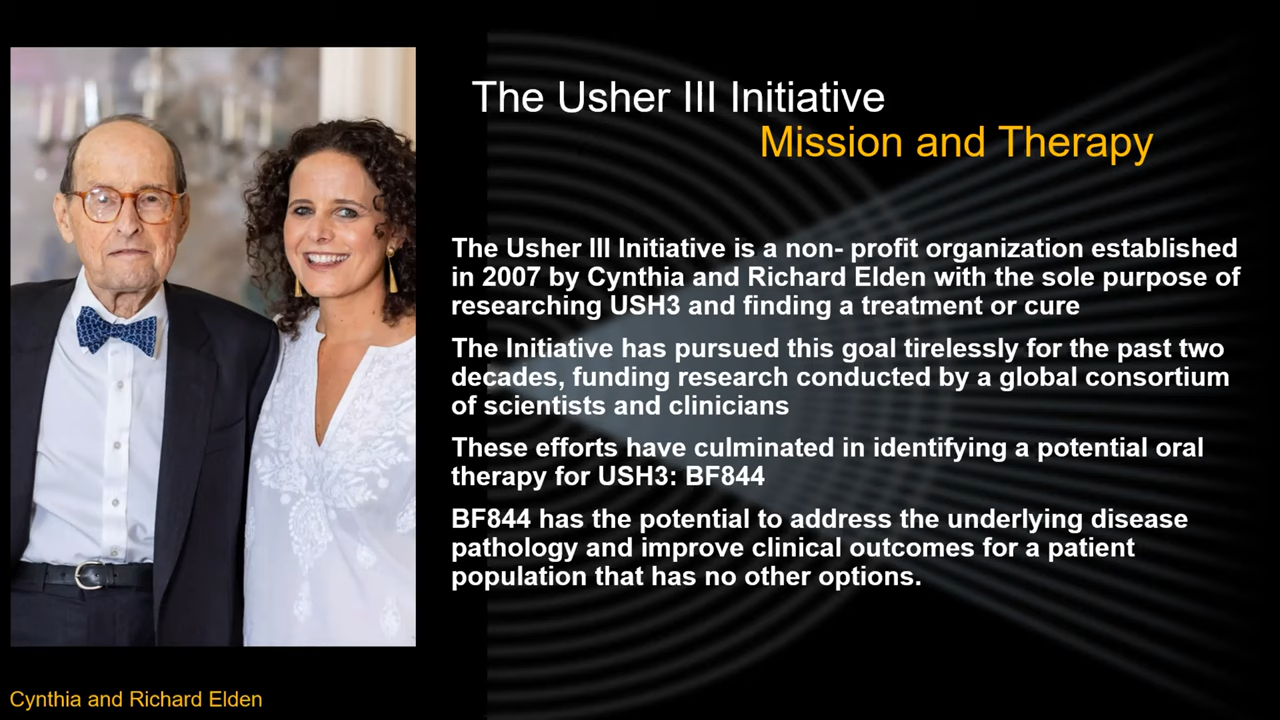 The Usher III Initiative
Mission and Therapy
The Usher III Initiative is a non- profit organization established
in 2007 by Cynthia and Richard Elden with the sole purpose of
researching USH3 and finding a treatment or cure
The Initiative has pursued this goal tirelessly for the past two
decades, funding research conducted by a global consortium
of scientists and clinicians
These efforts have culminated in identifying a potential oral
therapy for USH3: BF844
BF844 has the potential to address the underlying disease
pathology and improve clinical outcomes for a patient
population that has no other options.
Cynthia and Richard Elden